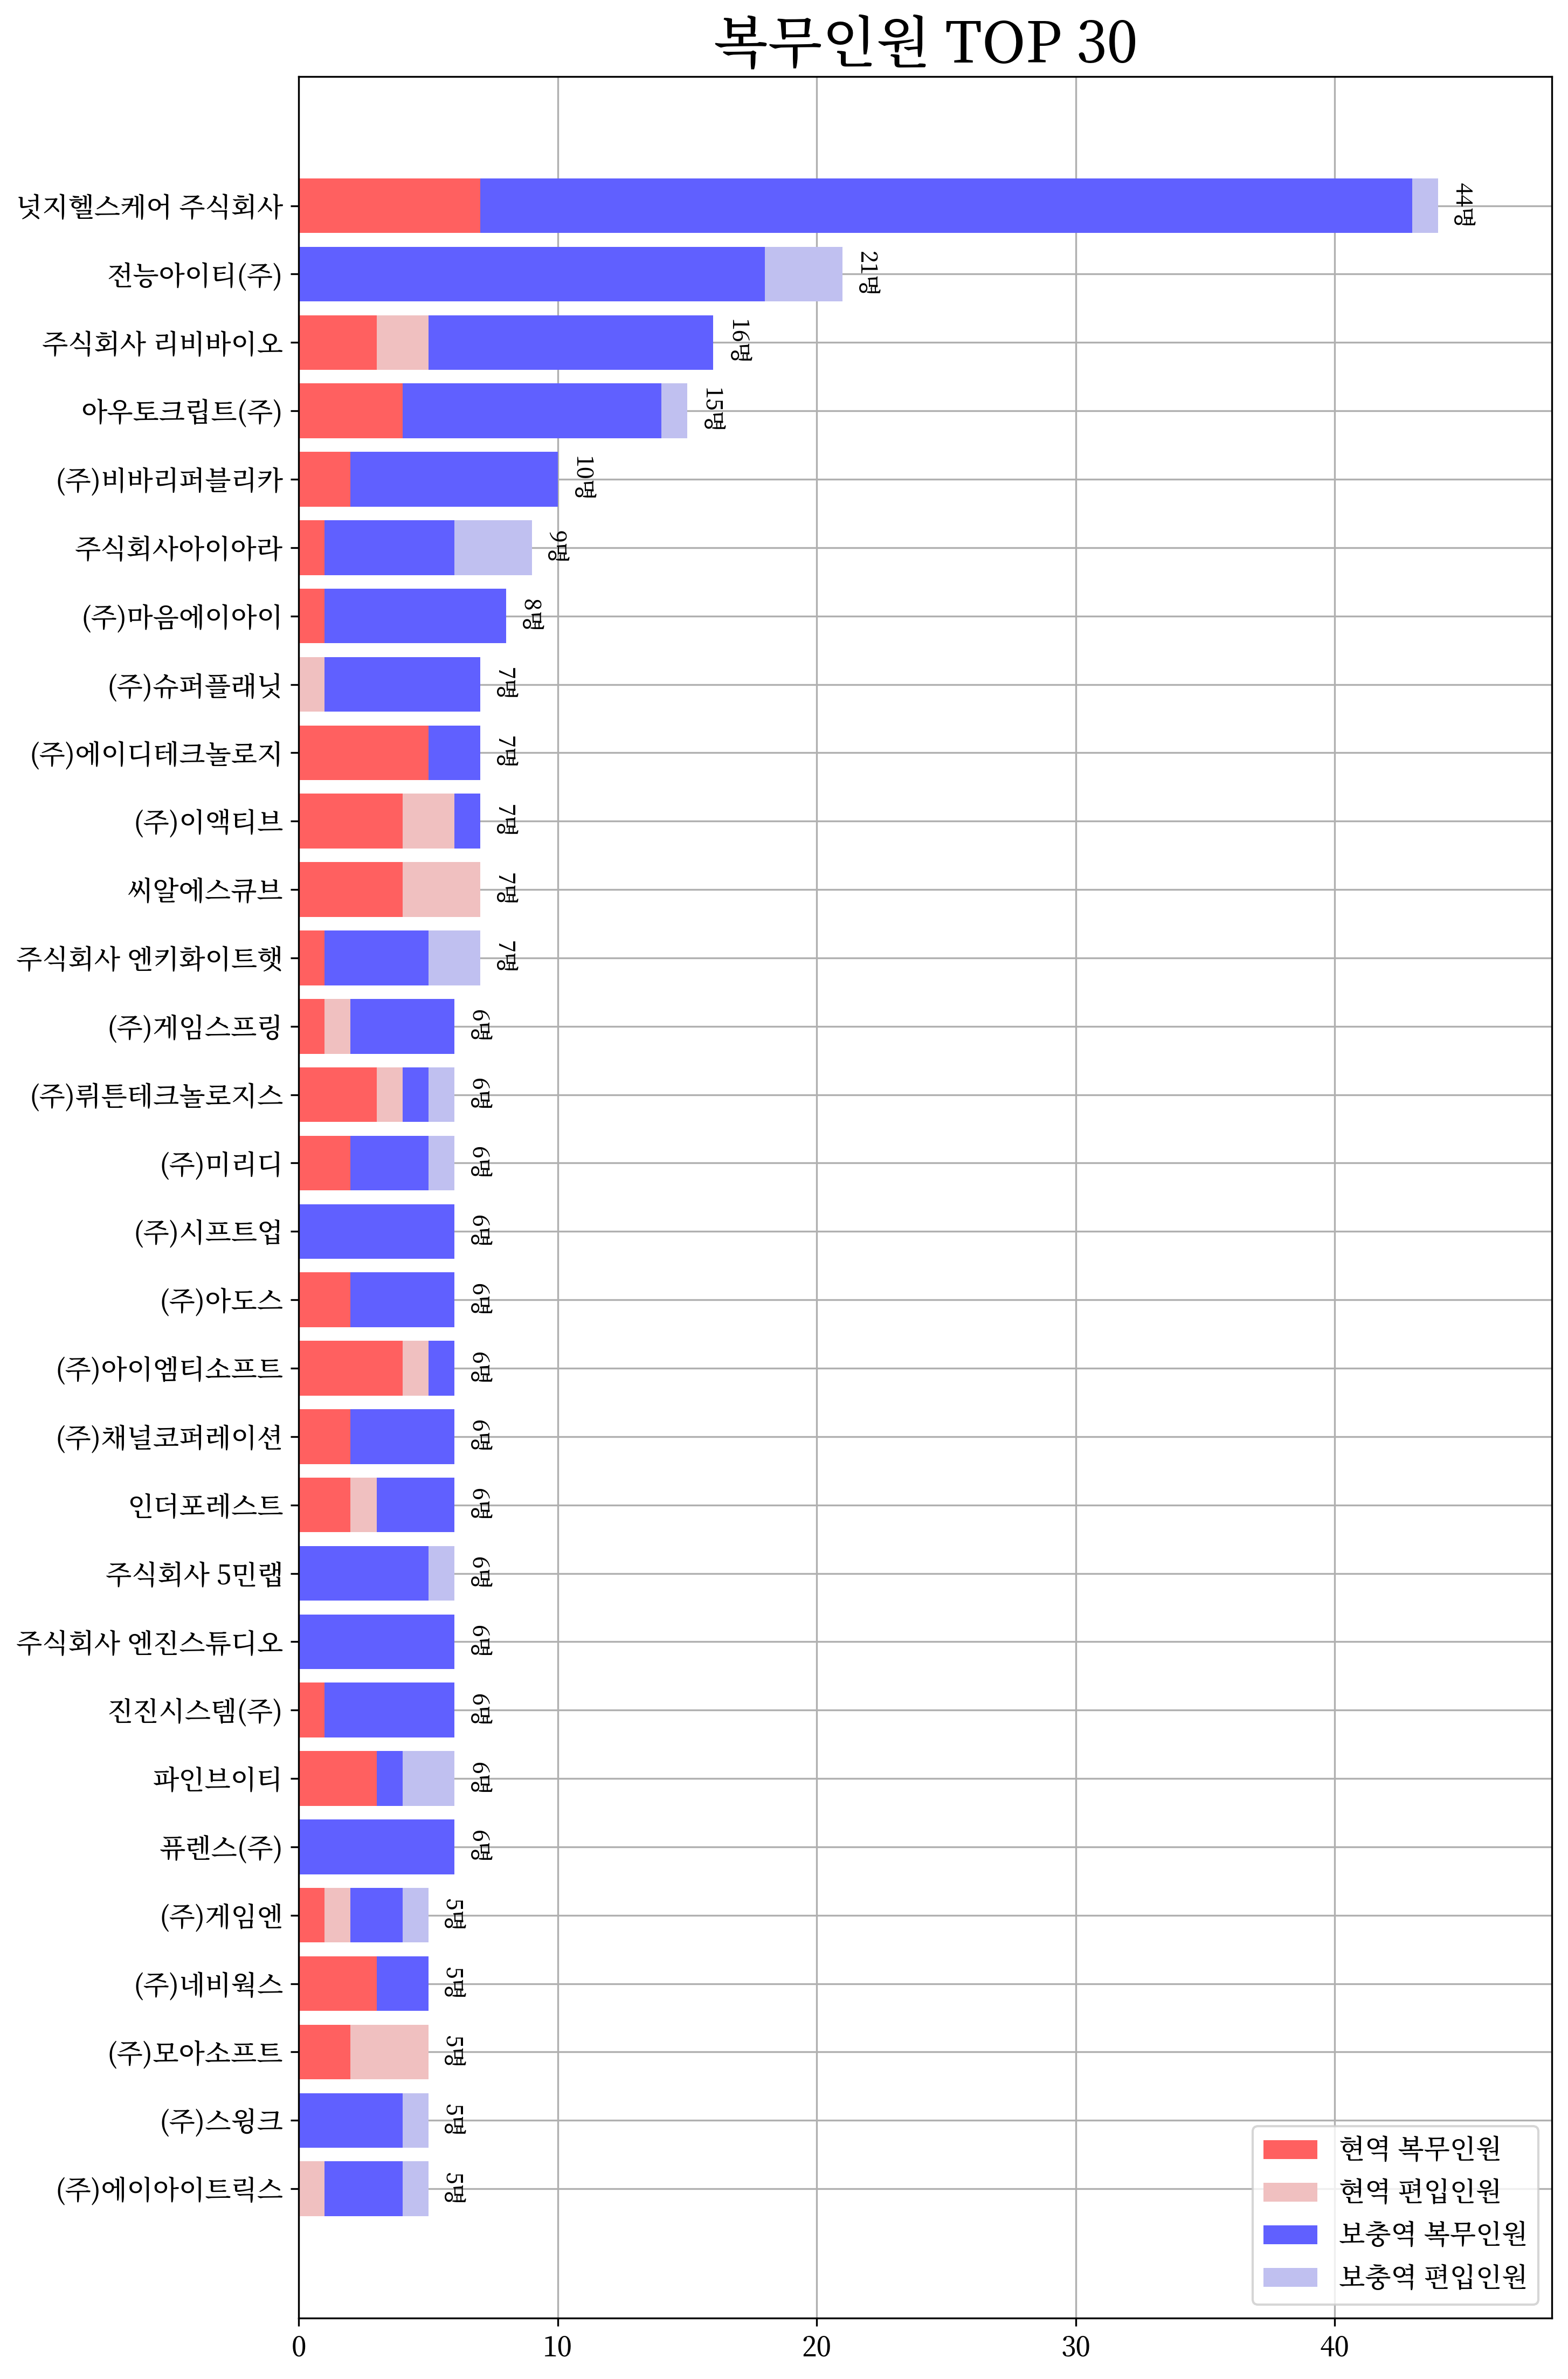 복무인원 TOP 30
넛지헬스케어 주식회사 44명
전능아이티(주) 21명
주식회사 리비바이오 16명
아우토크립트(주) 15명
(주)비바리퍼블리카 10명
주식회사아이아라 9명
(주)마음에이아이 8명
(주)슈퍼플래닛 7명
(주)에이디테크놀로지 7명
(주)이액티브 7명
씨알에스큐브 7명
주식회사 엔키화이트햇 7명
(주)게임스프링 6명
(주)뤼튼테크놀로지스 6명
(주)미리디 6명
(주)시프트업 6명
(주)아도스 6명
(주)아이엠티소프트 6명
(주)채널코퍼레이션 6명
인더포레스트 6명
주식회사 5민랩 6명
주식회사 엔진스튜디오 6명
진진시스템(주) 6명
파인브이티 6명
퓨렌스(주) 6명
(주)게임엔 5명
(주)네비웍스 5명
(주)모아소프트 5명
(주)스윙크 5명
(주)에이아이트릭스 5명
현역 복무인원
현역 편입인원
보충역 복무인원
보충역 편입인원
0 10 20 30 40